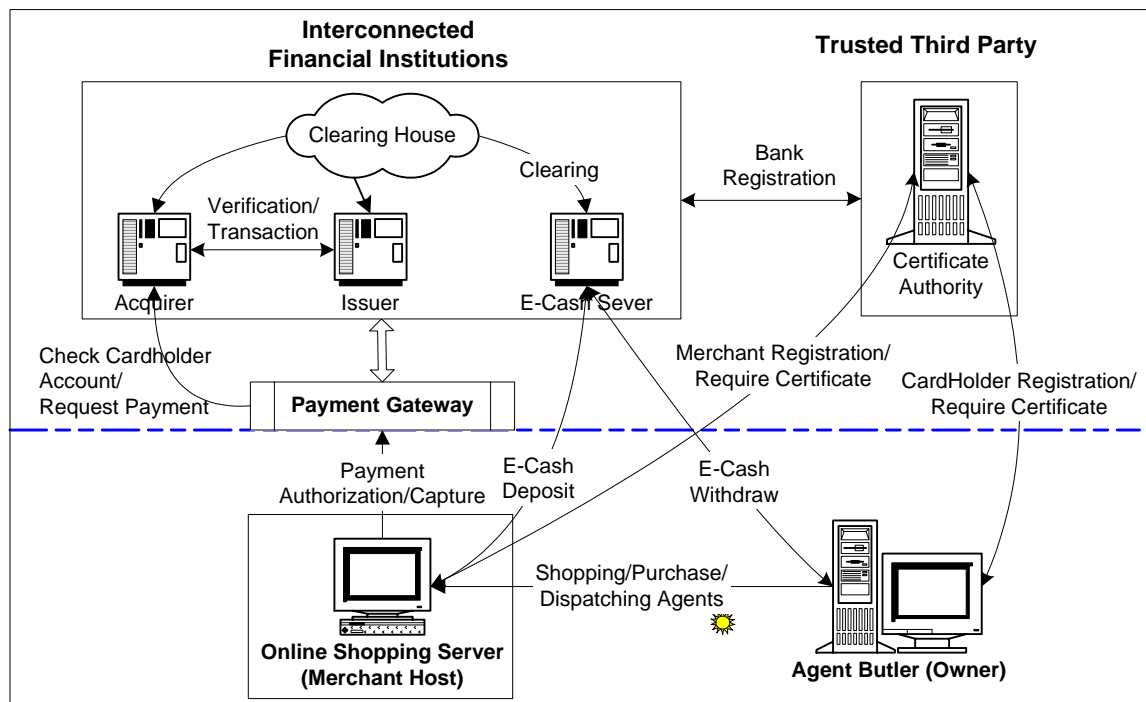 Interconnected
Financial Institutions
Trusted Third Party
Clearing House
Clearing
Bank
Registration
Verification/
Transaction
Acquirer
Issuer
E-Cash Sever
Certificate
Authority
Check Cardholder
Account/
Request Payment
Payment Gateway
Merchant Registration/
Require Certificate
CardHolder Registration/
Require Certificate
Payment
Authorization/Capture
E-Cash
Deposit
E-Cash
Withdraw
Shopping/Purchase/
Dispatching Agents
Online Shopping Server
(Merchant Host)
Agent Butler (Owner)